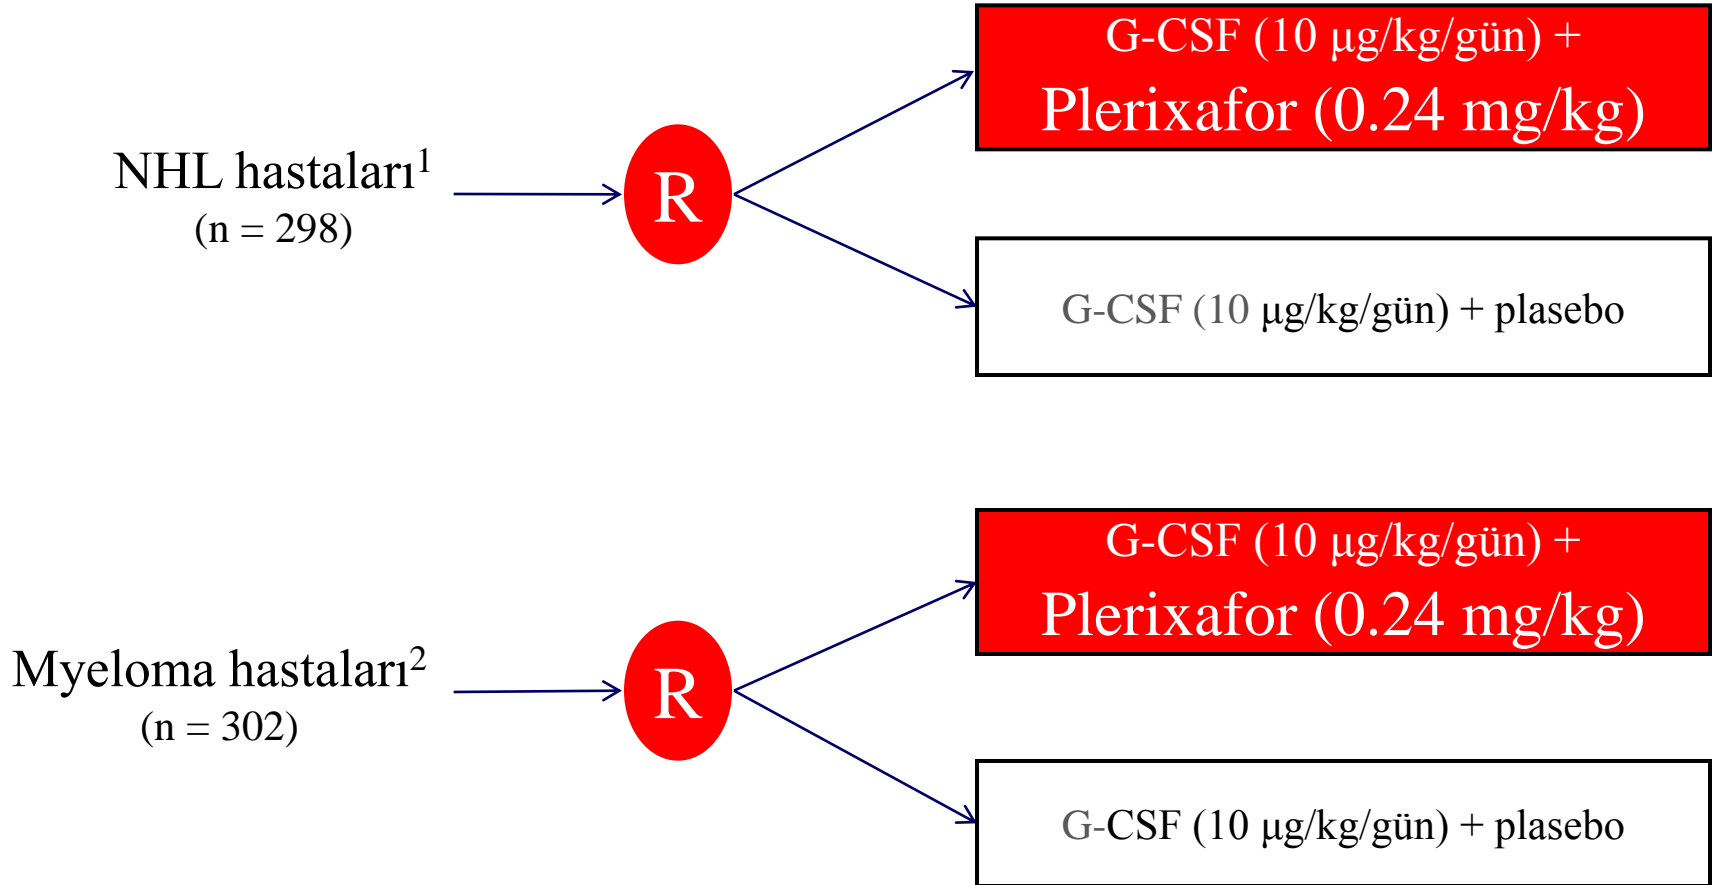 G-CSF (10 μg/kg/gün) +
Plerixafor (0.24 mg/kg)
NHL hastaları¹
(n = 298)
R
G-CSF (10 μg/kg/gün) + plasebo
G-CSF (10 μg/kg/gün) +
Plerixafor (0.24 mg/kg)
Myeloma hastaları²
(n = 302)
R
G-CSF (10 μg/kg/gün) + plasebo